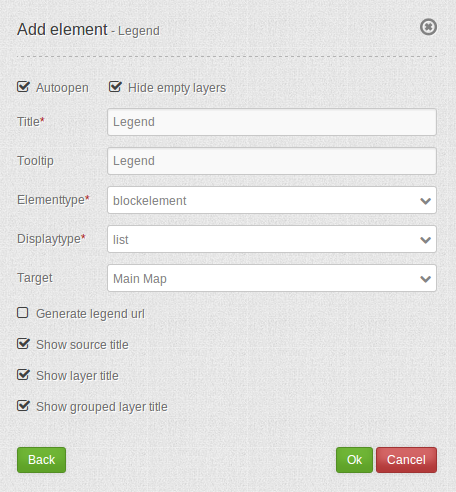 Add element - Legend
Autoopen Hide empty layers
Title* Legend
Tooltip Legend
Elementtype* blockelement
Displaytype* list
Target Main Map
Generate legend url
Show source title
Show layer title
Show grouped layer title
Back Ok Cancel